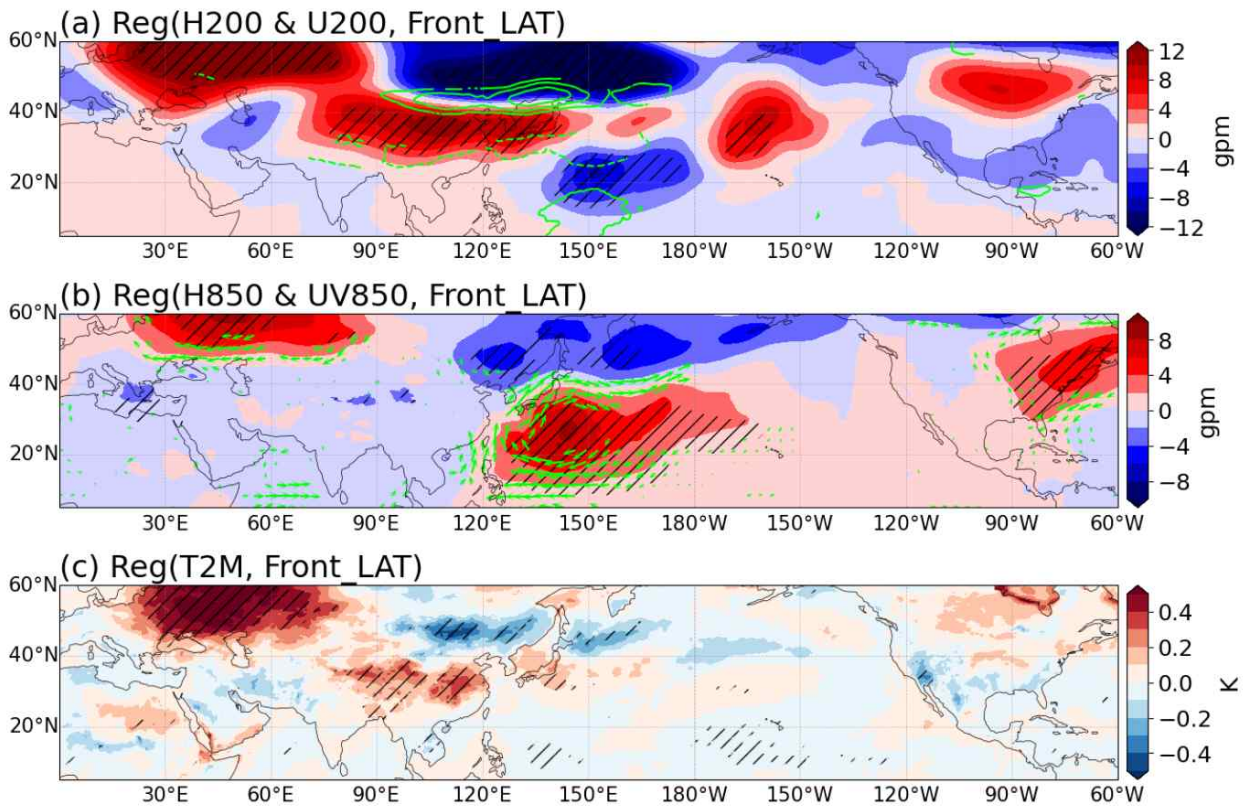 (a) Reg(H200 & U200, Front_LAT)
60°N
40°N
20°N
30°E 60°E 90°E 120°E 150°E 180°W 150°W 120°W 90°W 60°W
12
8
4
0
−4
−8
−12
gpm
(b) Reg(H850 & UV850, Front_LAT)
60°N
40°N
20°N
30°E 60°E 90°E 120°E 150°E 180°W 150°W 120°W 90°W 60°W
8
4
0
−4
−8
gpm
(c) Reg(T2M, Front_LAT)
60°N
40°N
20°N
30°E 60°E 90°E 120°E 150°E 180°W 150°W 120°W 90°W 60°W
0.4
0.2
0.0
−0.2
−0.4
K